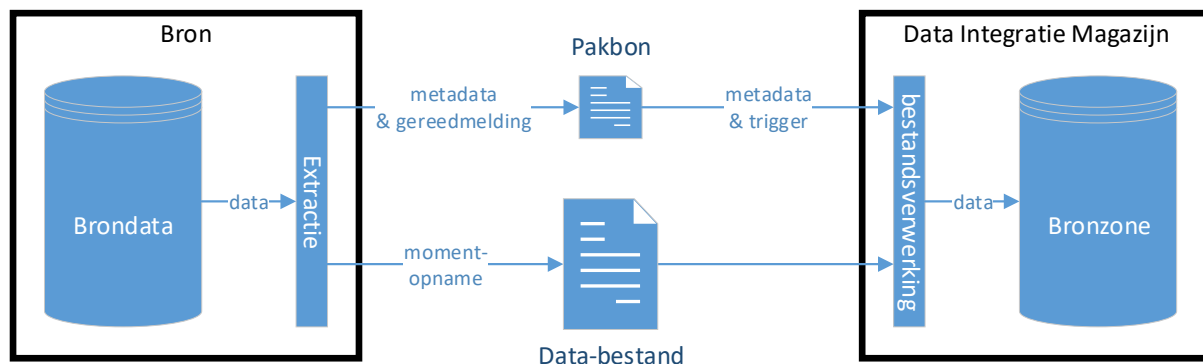 Bron
Data Integratie Magazijn
Pakbon
metadata
& gereedmelding
metadata
& trigger
Brondata
data
Extractie
bestandsverwerking
data
Bronzone
moment-
opname
Data-bestand